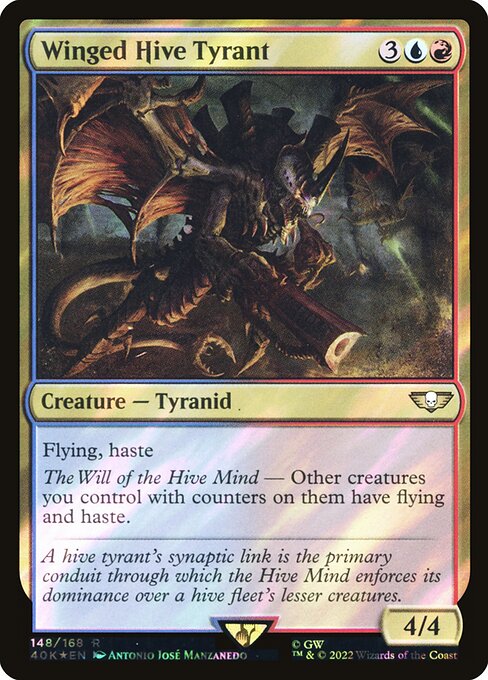 Winged Hive Tyrant 3
Creature — Tyranid
Flying, haste
The Will of the Hive Mind — Other creatures
you control with counters on them have flying
and haste.
A hive tyrant's synaptic link is the primary
conduit through which the Hive Mind enforces its
dominance over a hive fleet's lesser creatures.
4/4
148/168 R
40K★EN Antonio José Manzanedo
© GW
™ & © 2022 Wizards of the Coast